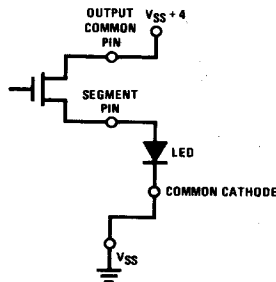 OUTPUT
COMMON
PIN
VSS + 4
SEGMENT
PIN
LED
COMMON CATHODE
VSS